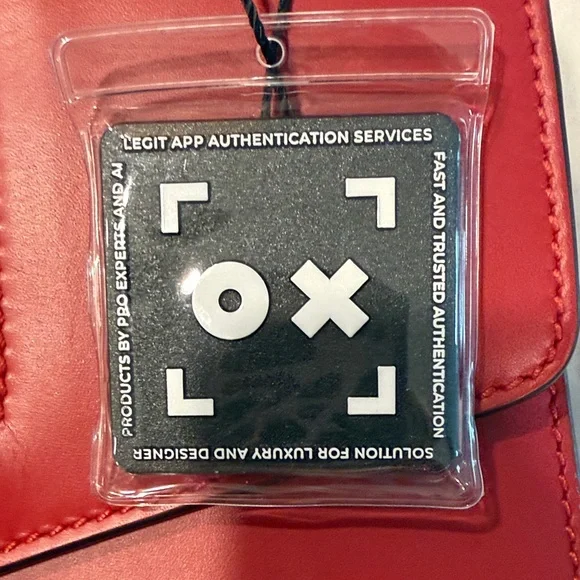 LEGIT APP AUTHENTICATION SERVICES
FAST AND TRUSTED AUTHENTICATION
SOLUTION FOR LUXURY AND DESIGNER
PRODUCTS BY PRO EXPERTS AND AI
OX